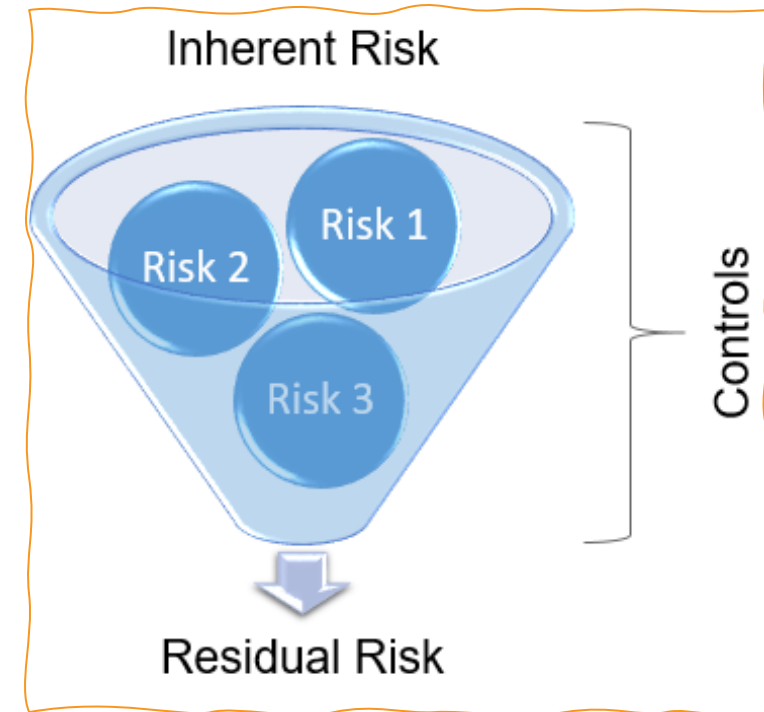 Inherent Risk
Risk 1
Risk 2
Risk 3
Controls
Residual Risk